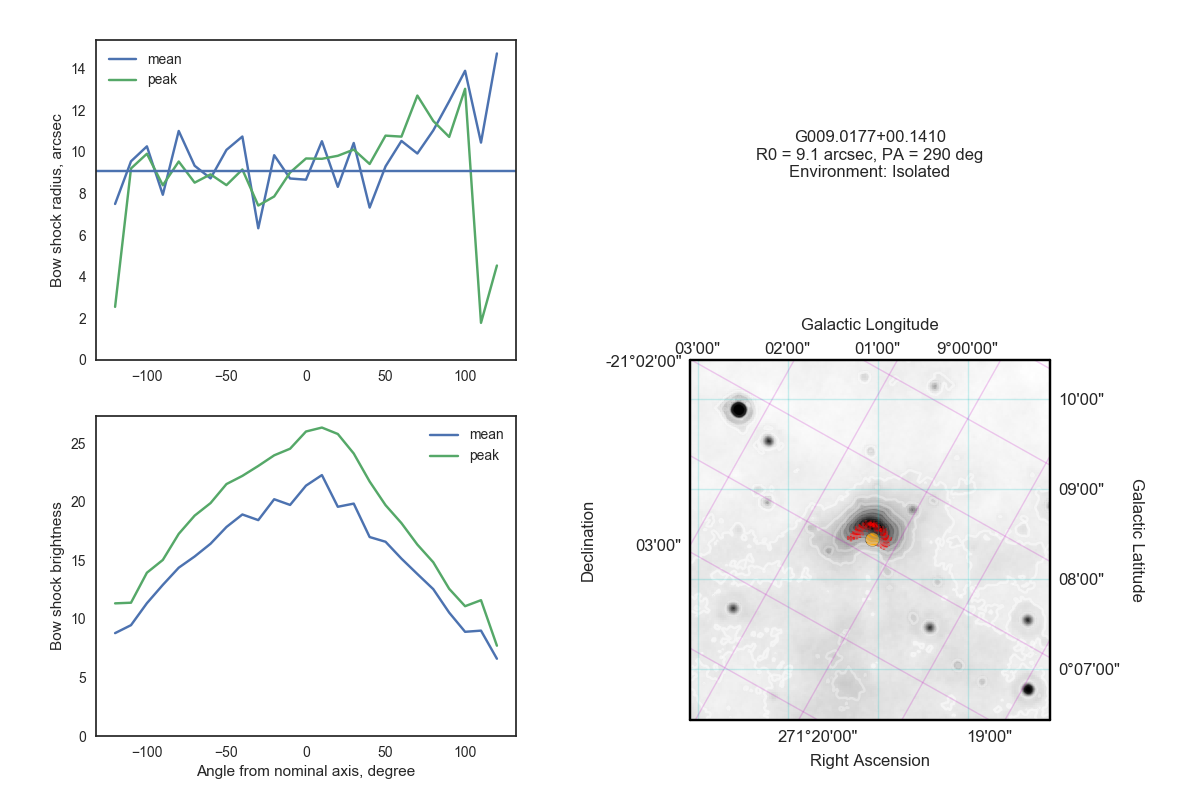 mean
peak
14
12
10
8
6
4
2
0
Bow shock radius, arcsec
−100
−50
0
50
100
G009.0177+00.1410
R0 = 9.1 arcsec, PA = 290 deg
Environment: Isolated
mean
peak
25
20
15
10
5
0
Bow shock brightness
−100
−50
0
50
100
Angle from nominal axis, degree
Galactic Longitude
03'00" 02'00" 01'00" 9°00'00"
-21°02'00"
03'00"
Declination
10'00"
09'00"
08'00"
0°07'00"
Galactic Latitude
271°20'00" 19'00"
Right Ascension